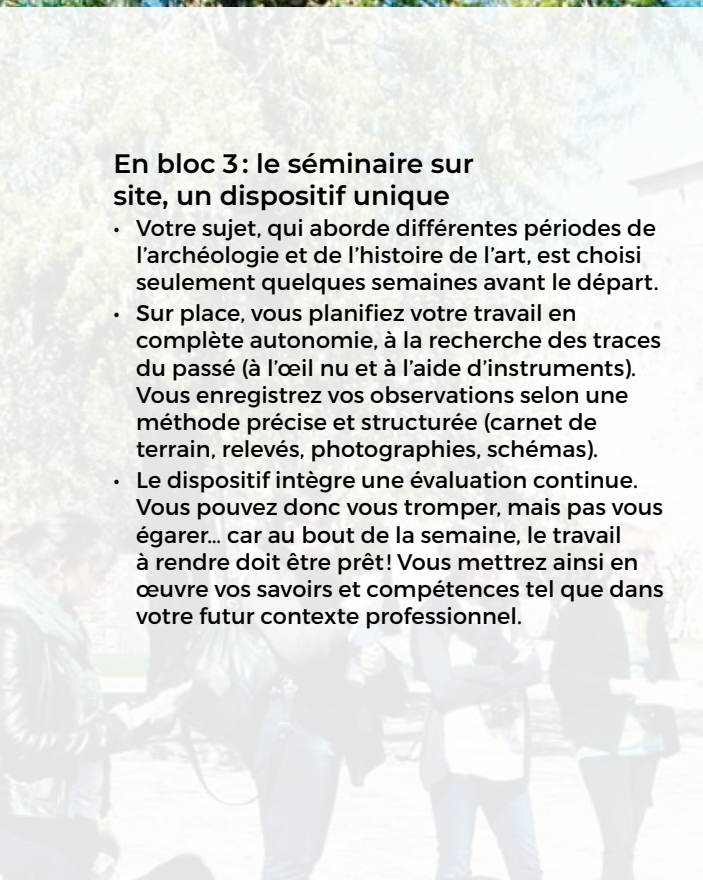 En bloc 3 : le séminaire sur
site, un dispositif unique
• Votre sujet, qui aborde différentes périodes de
l’archéologie et de l’histoire de l’art, est choisi
seulement quelques semaines avant le départ.
• Sur place, vous planifiez votre travail en
complète autonomie, à la recherche des traces
du passé (à l’œil nu et à l’aide d’instruments).
Vous enregistrez vos observations selon une
méthode précise et structurée (carnet de
terrain, relevés, photographies, schémas).
• Le dispositif intègre une évaluation continue.
Vous pouvez donc vous tromper, mais pas vous
égarer… car au bout de la semaine, le travail
à rendre doit être prêt ! Vous mettrez ainsi en
œuvre vos savoirs et compétences tel que dans
votre futur contexte professionnel.